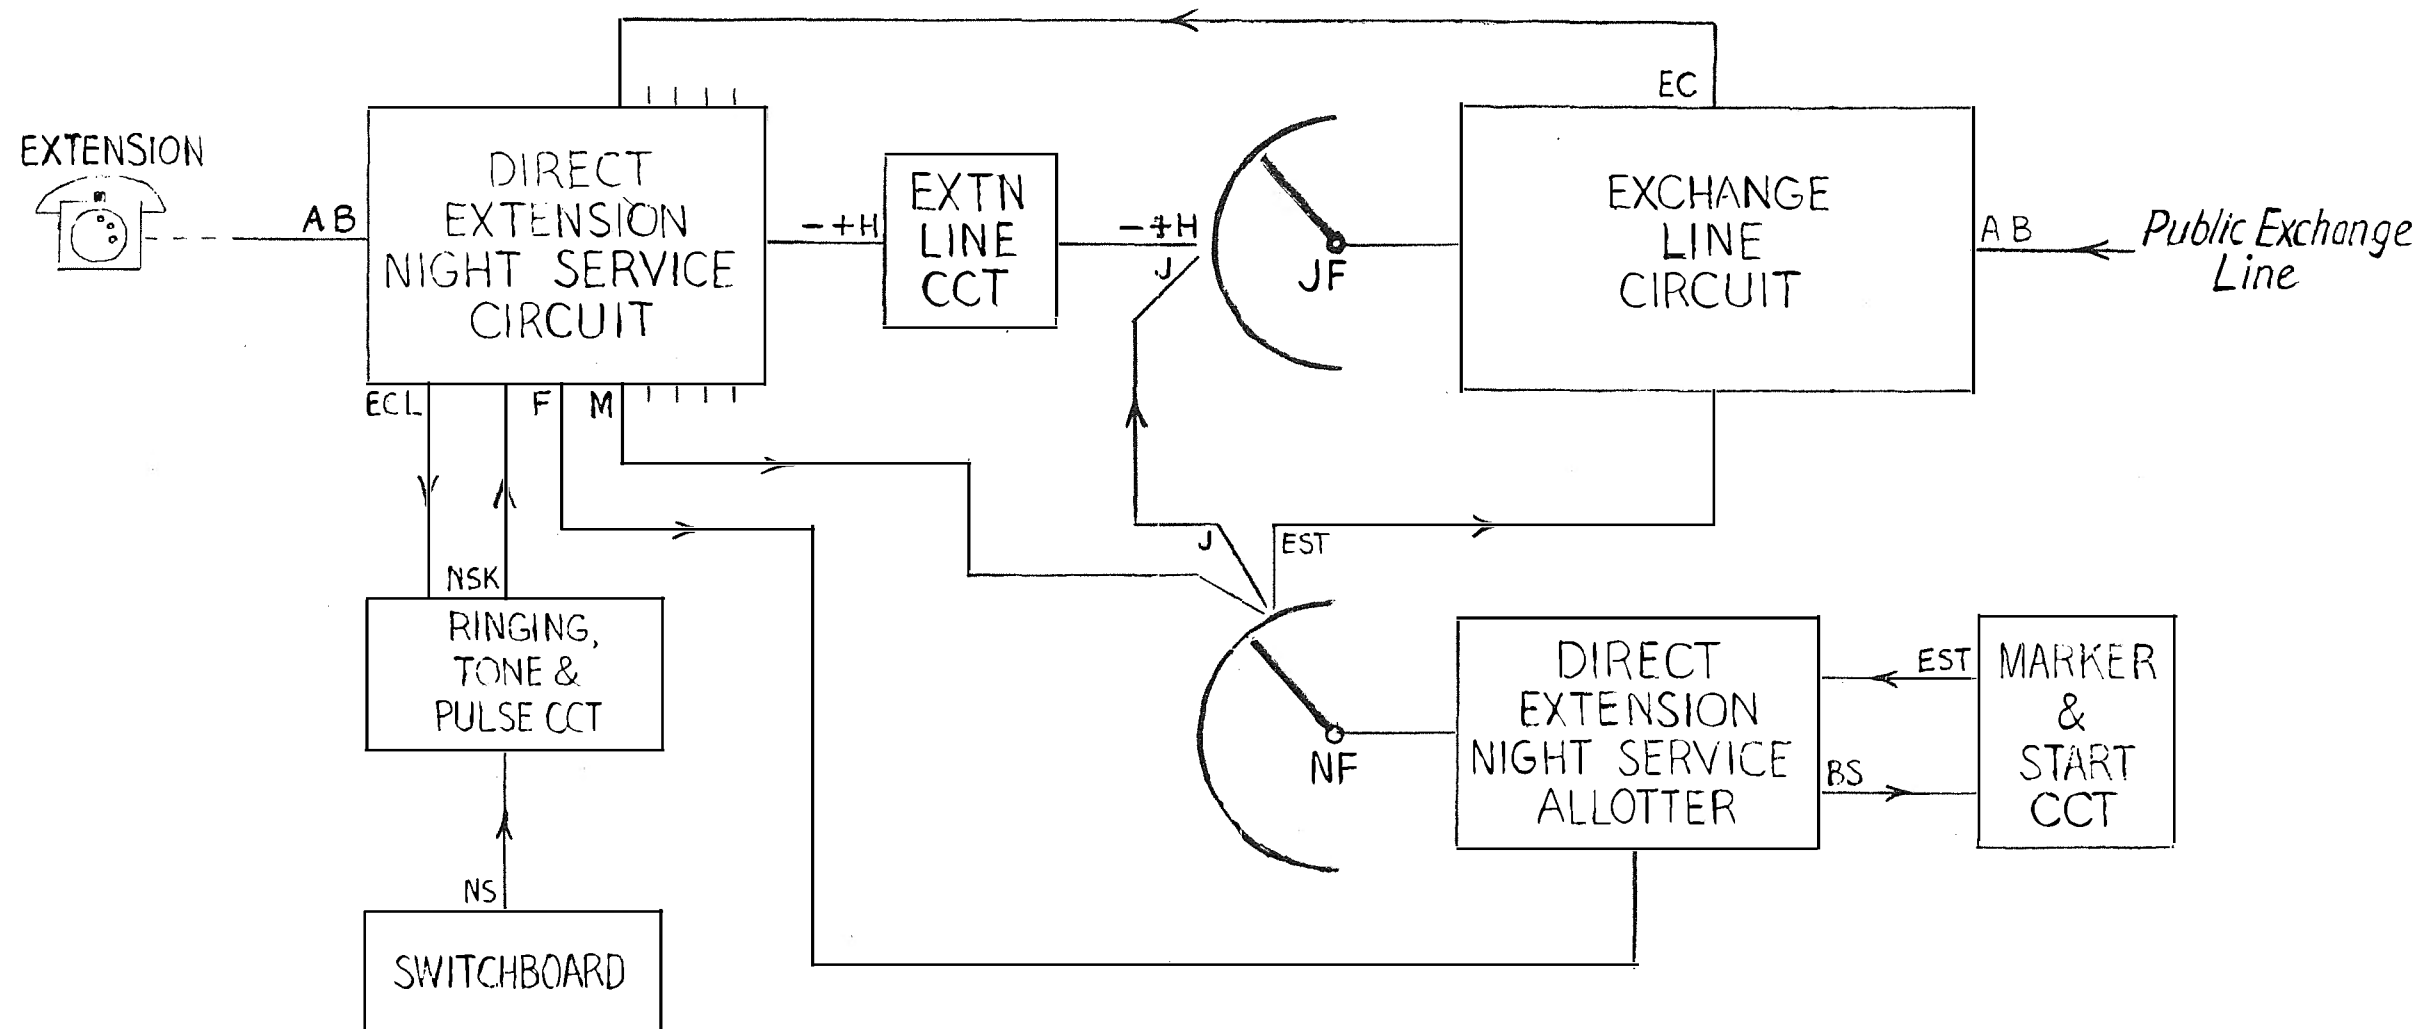 EC
EXTENSION
AB
DIRECT
EXTENSION
NIGHT SERVICE
CIRCUIT
-+H
EXTN
LINE
CCT
-+H
J
JF
EXCHANGE
LINE
CIRCUIT
AB
Public Exchange
Line
ECL
F
M
NSK
J
EST
RINGING,
TONE &
PULSE CCT
NF
DIRECT
EXTENSION
NIGHT SERVICE
ALLOTTER
EST
BS
MARKER
&
START
CCT
NS
SWITCHBOARD